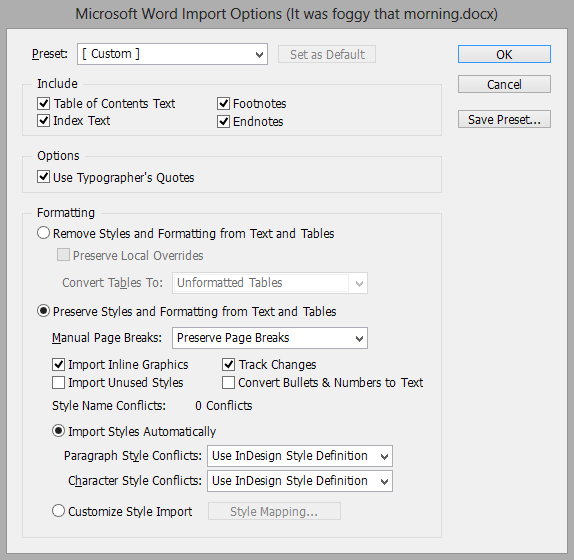 Microsoft Word Import Options (It was foggy that morning.docx)
Preset: [ Custom ] Set as Default OK
Cancel
Include
Table of Contents Text Footnotes
Save Preset...
Index Text Endnotes
Options
Use Typographer's Quotes
Formatting
Remove Styles and Formatting from Text and Tables
Preserve Local Overrides
Convert Tables To: Unformatted Tables
Preserve Styles and Formatting from Text and Tables
Manual Page Breaks: Preserve Page Breaks
Import Inline Graphics Track Changes
Import Unused Styles Convert Bullets & Numbers to Text
Style Name Conflicts: 0 Conflicts
Import Styles Automatically
Paragraph Style Conflicts: Use InDesign Style Definition
Character Style Conflicts: Use InDesign Style Definition
Customize Style Import Style Mapping...